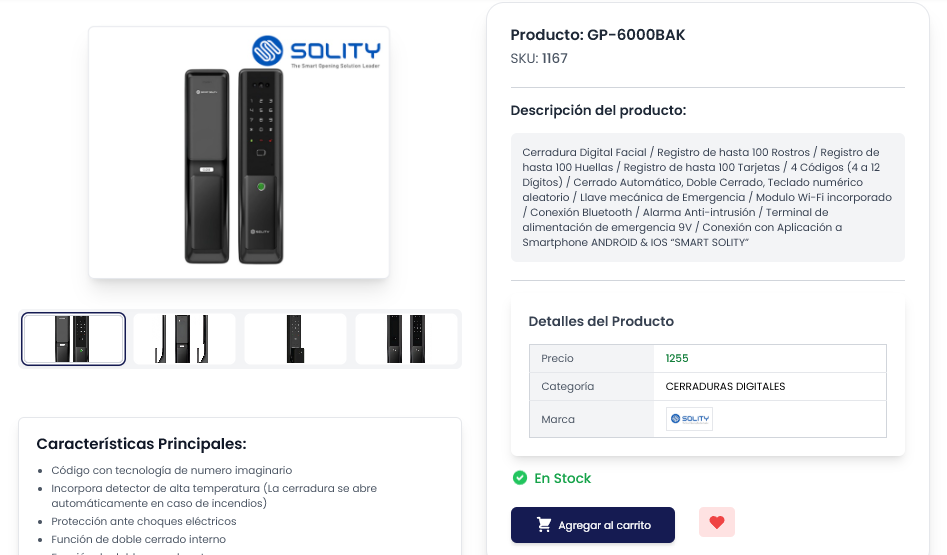 SOLITY
The Smart Opening Solution Leader
Producto: GP-6000BAK
SKU: 1167
Descripción del producto:
Cerradura Digital Facial / Registro de hasta 100 Rostros / Registro de
hasta 100 Huellas / Registro de hasta 100 Tarjetas / 4 Códigos (4 a 12
Dígitos) / Cerrado Automático, Doble Cerrado, Teclado numérico
aleatorio / Llave mecánica de Emergencia / Modulo Wi-Fi incorporado
/ Conexión Bluetooth / Alarma Anti-intrusión / Terminal de
alimentación de emergencia 9V / Conexión con Aplicación a
Smartphone ANDROID & IOS “SMART SOLITY”
Detalles del Producto
Precio 1255
Categoría CERRADURAS DIGITALES
Marca SOLITY
En Stock
Agregar al carrito
Características Principales:
Código con tecnología de numero imaginario
Incorpora detector de alta temperatura (La cerradura se abre
automáticamente en caso de incendios)
Protección ante choques eléctricos
Función de doble cerrado interno